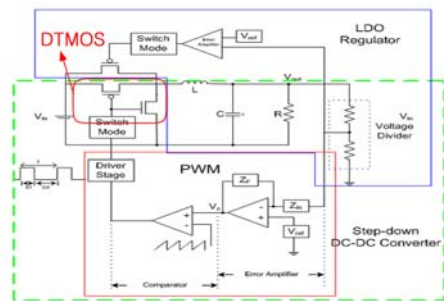 Switch
Mode
Error
Amplifier
Vref
LDO
Regulator
DTMOS
L
Vout
Vin
C
R
Vin
Voltage
Divider
Switch
Mode
Driver
Stage
PWM
ZF
Vc
Zin
Vref
Step-down
DC-DC Converter
Comparator
Error Amplifier